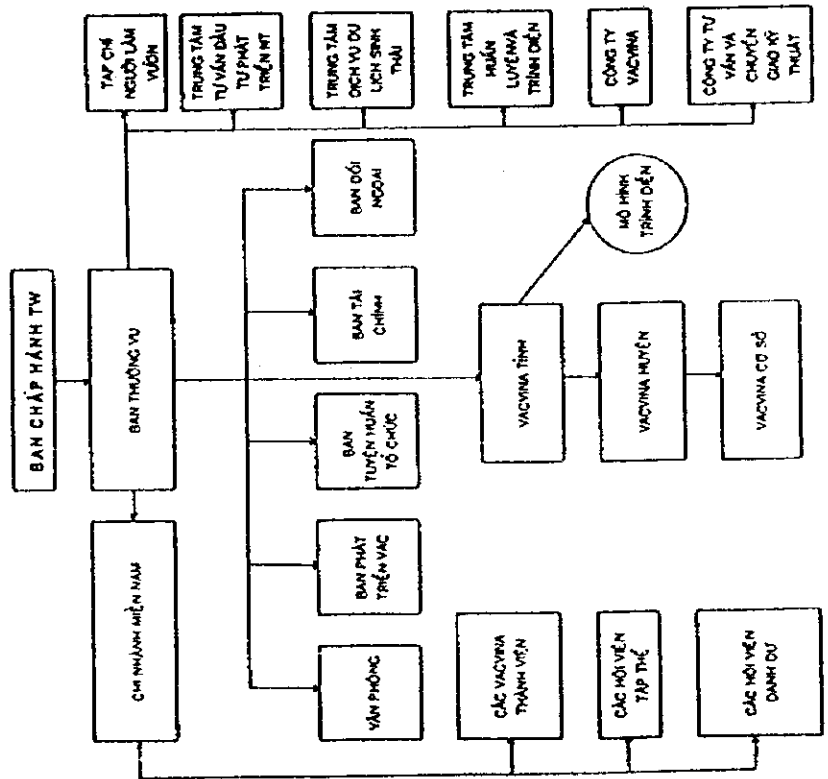 BAN CHẤP HÀNH TW
CHI NHÁNH MIỀN NAM
BAN THƯỜNG VỤ
TẠP CHÍ
NGƯỜI LÀM
VƯỜN
TRUNG TÂM
TƯ VẤN ĐẦU
TƯ PHÁT
TRIỂN NT
TRUNG TÂM
DỊCH VỤ DU
LỊCH SINH
THÁI
TRUNG TÂM
HUẤN
LUYỆN VÀ
TRÌNH DIỄN
CÔNG TY
VACVINA
CÔNG TY TƯ
VẤN VÀ
CHUYỂN
GIAO KỸ
THUẬT
VĂN PHÒNG
BAN PHÁT
TRIỂN VAC
BAN
TUYÊN HUẤN
TỔ CHỨC
BAN TÀI
CHÍNH
BAN ĐỐI
NGOẠI
CÁC VACVINA
THÀNH VIÊN
CÁC HỘI VIÊN
TẬP THỂ
CÁC HỘI VIÊN
DANH DỰ
VACVINA TỈNH
MÔ HÌNH
TRÌNH DIỄN
VACVINA HUYỆN
VACVINA CƠ SỞ